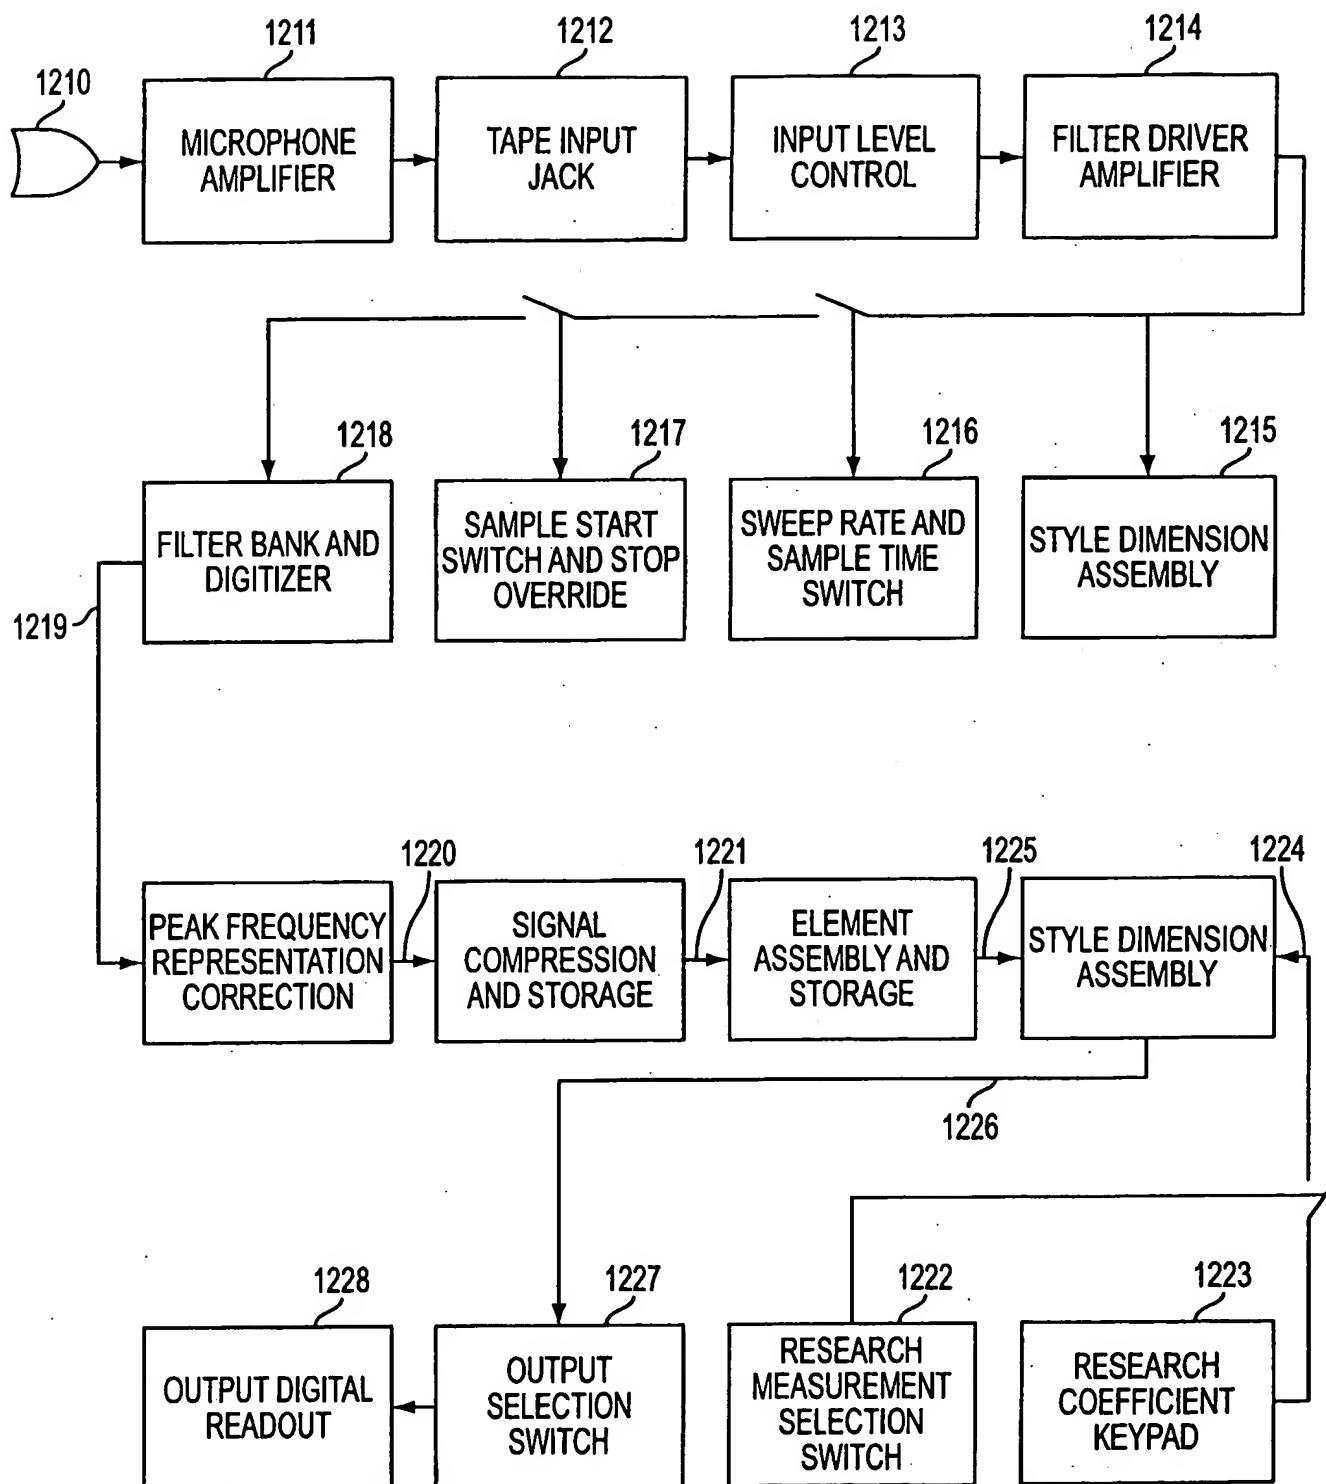 1210
1211
1212
1213
1214
MICROPHONE
AMPLIFIER
TAPE INPUT
JACK
INPUT LEVEL
CONTROL
FILTER DRIVER
AMPLIFIER
1218
1217
1216
1215
FILTER BANK AND
DIGITIZER
SAMPLE START
SWITCH AND STOP
OVERRIDE
SWEEP RATE AND
SAMPLE TIME
SWITCH
STYLE DIMENSION
ASSEMBLY
1219
1220
1221
1225
1224
PEAK FREQUENCY
REPRESENTATION
CORRECTION
SIGNAL
COMPRESSION
AND STORAGE
ELEMENT
ASSEMBLY AND
STORAGE
STYLE DIMENSION
ASSEMBLY
1226
1228
1227
1222
1223
OUTPUT DIGITAL
READOUT
OUTPUT
SELECTION
SWITCH
RESEARCH
MEASUREMENT
SELECTION
SWITCH
RESEARCH
COEFFICIENT
KEYPAD